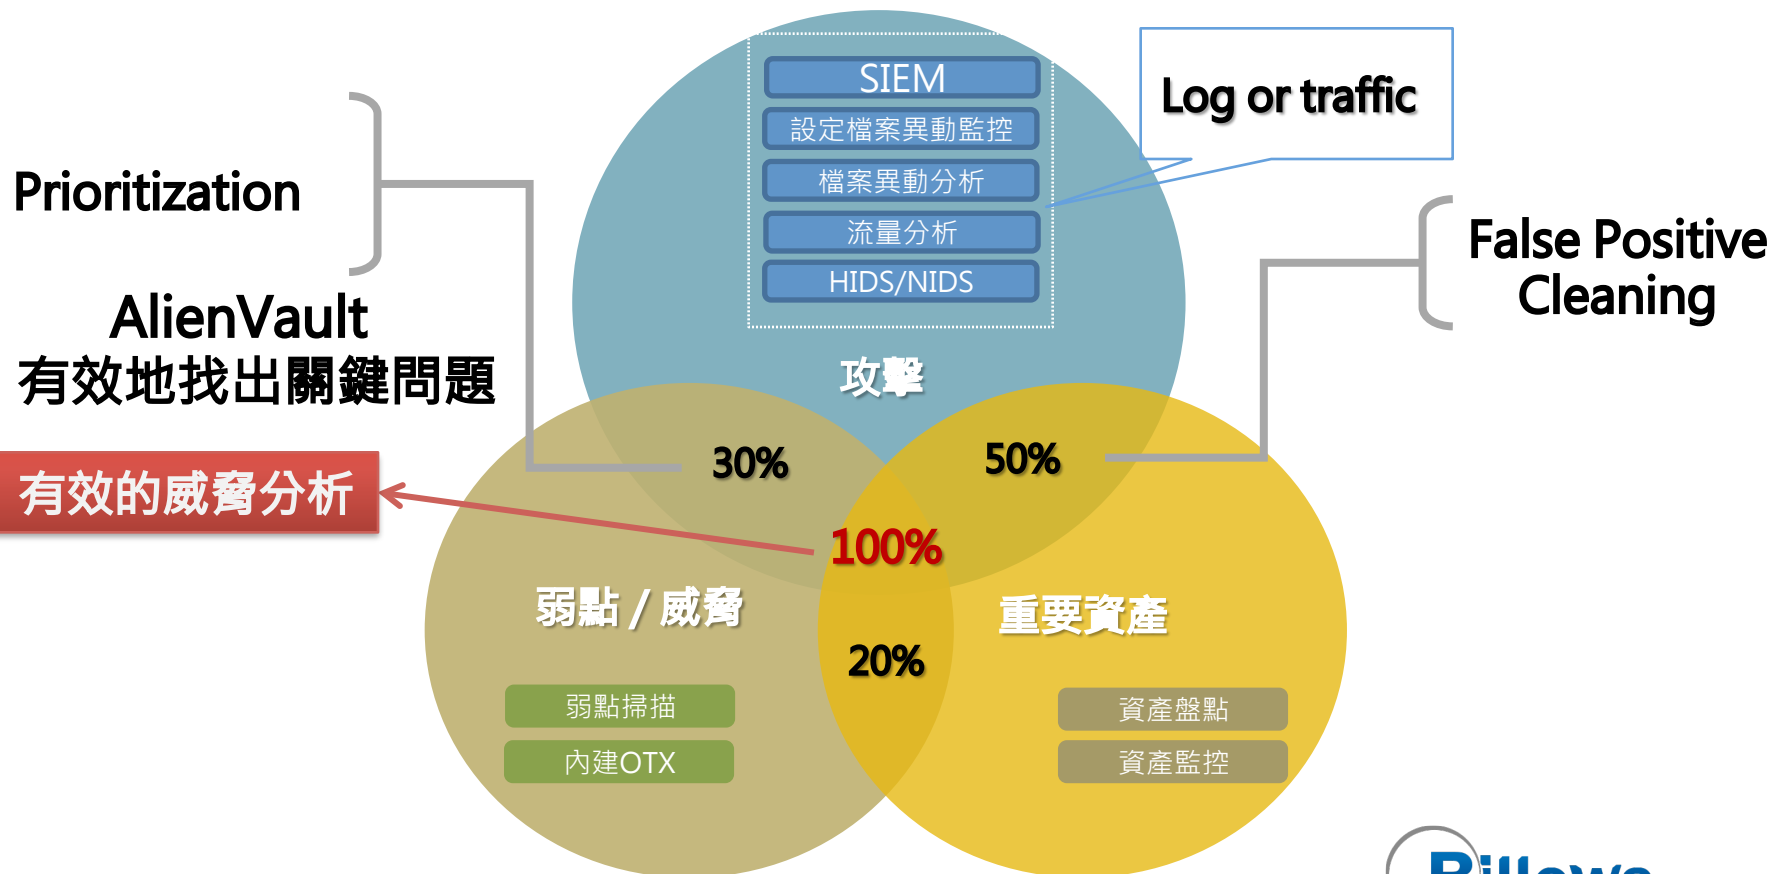 SIEM
設定檔案異動監控
檔案異動分析
流量分析
HIDS/NIDS
Log or traffic
Prioritization
False Positive
Cleaning
AlienVault
有效地找出關鍵問題
攻擊
30%
50%
有效的威脅分析
100%
弱點 / 威脅
重要資產
20%
弱點掃描
內建OTX
資產盤點
資產監控
Billows